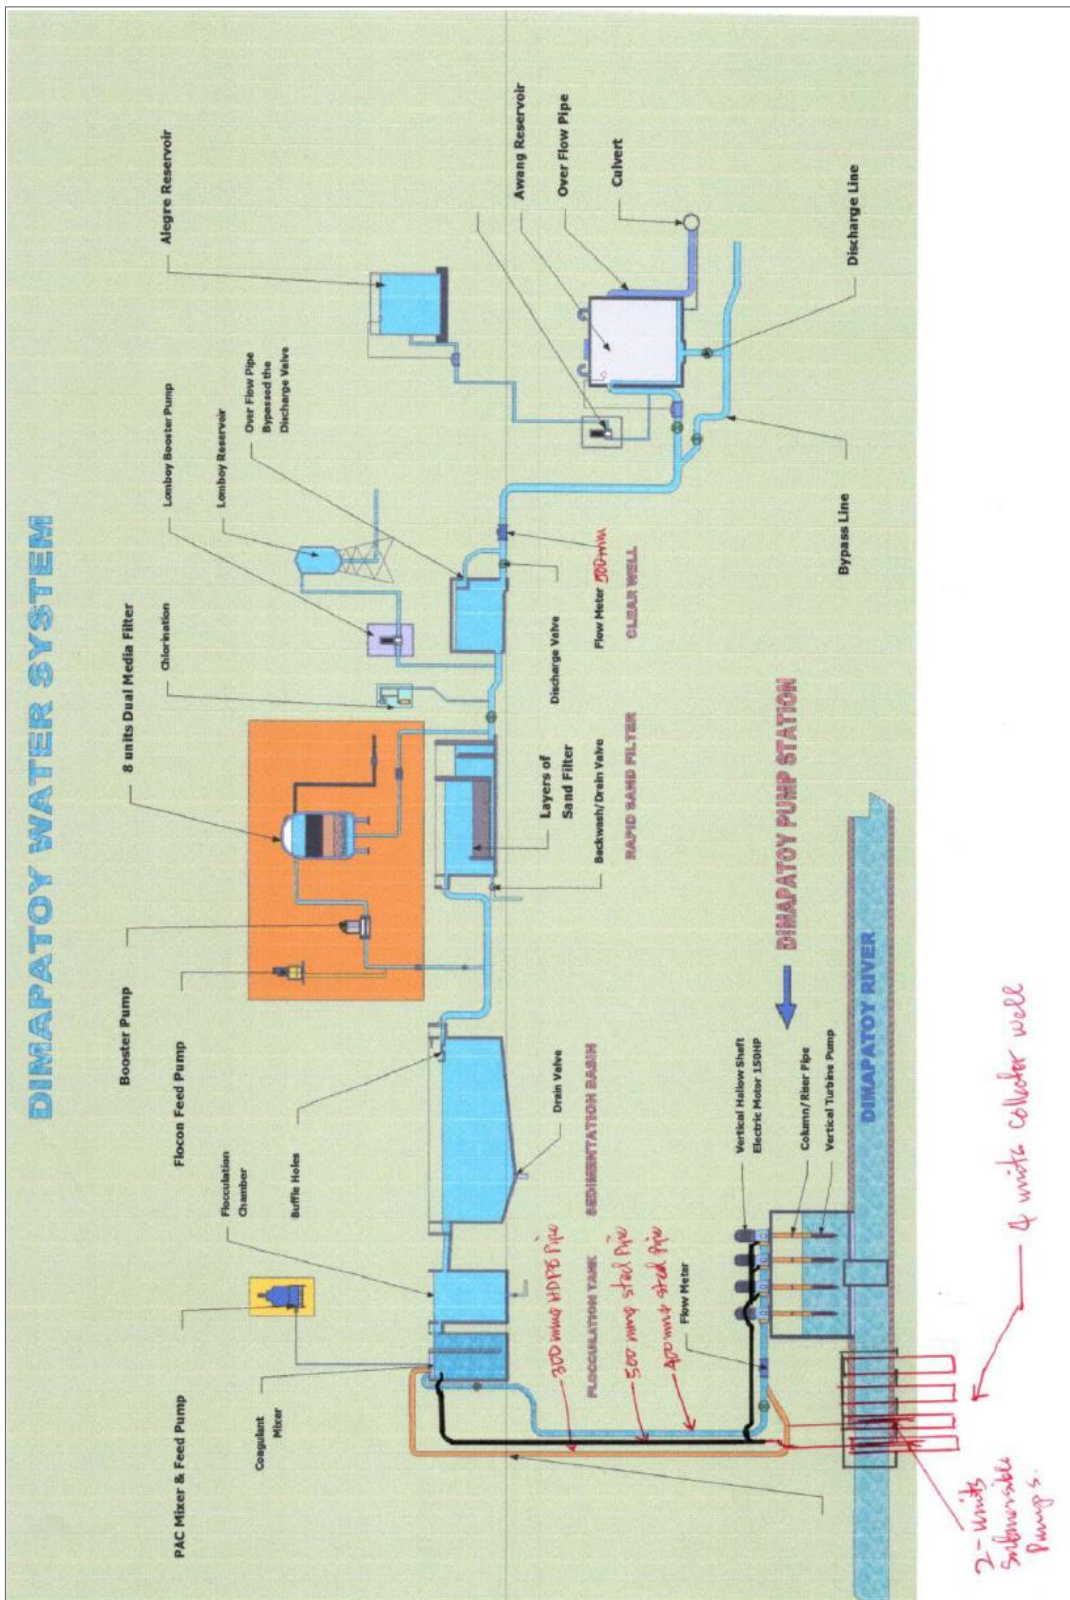 DIMAPATOY WATER SYSTEM
PAC Mixer & Feed Pump
Coagulant
Mixer
Flocculation
Chamber
Buffle Holes
Flocon Feed Pump
Booster Pump
8 units Dual Media Filter
Chlorination
Lomboy Booster Pump
Lomboy Reservoir
Over Flow Pipe
Bypassed the
Discharge Valve
Alegre Reservoir
Awang Reservoir
Over Flow Pipe
Culvert
Discharge Line
Bypass Line
Flow Meter 500mm
Discharge Valve
CLEAR WELL
Layers of
Sand Filter
Backwash/Drain Valve
RAPID SAND FILTER
Drain Valve
SEDIMENTATION BASIN
FLOCCULATION TANK
300 mmφ HDPE Pipe
500 mmφ steel pipe
400 mmφ steel pipe
Flow Meter
Vertical Hallow Shaft
Electric Motor 150HP
Column/Riser Pipe
Vertical Turbine Pump
DIMAPATOY PUMP STATION
DIMAPATOY RIVER
4 units collector well
2-units
submersible
Pumps.